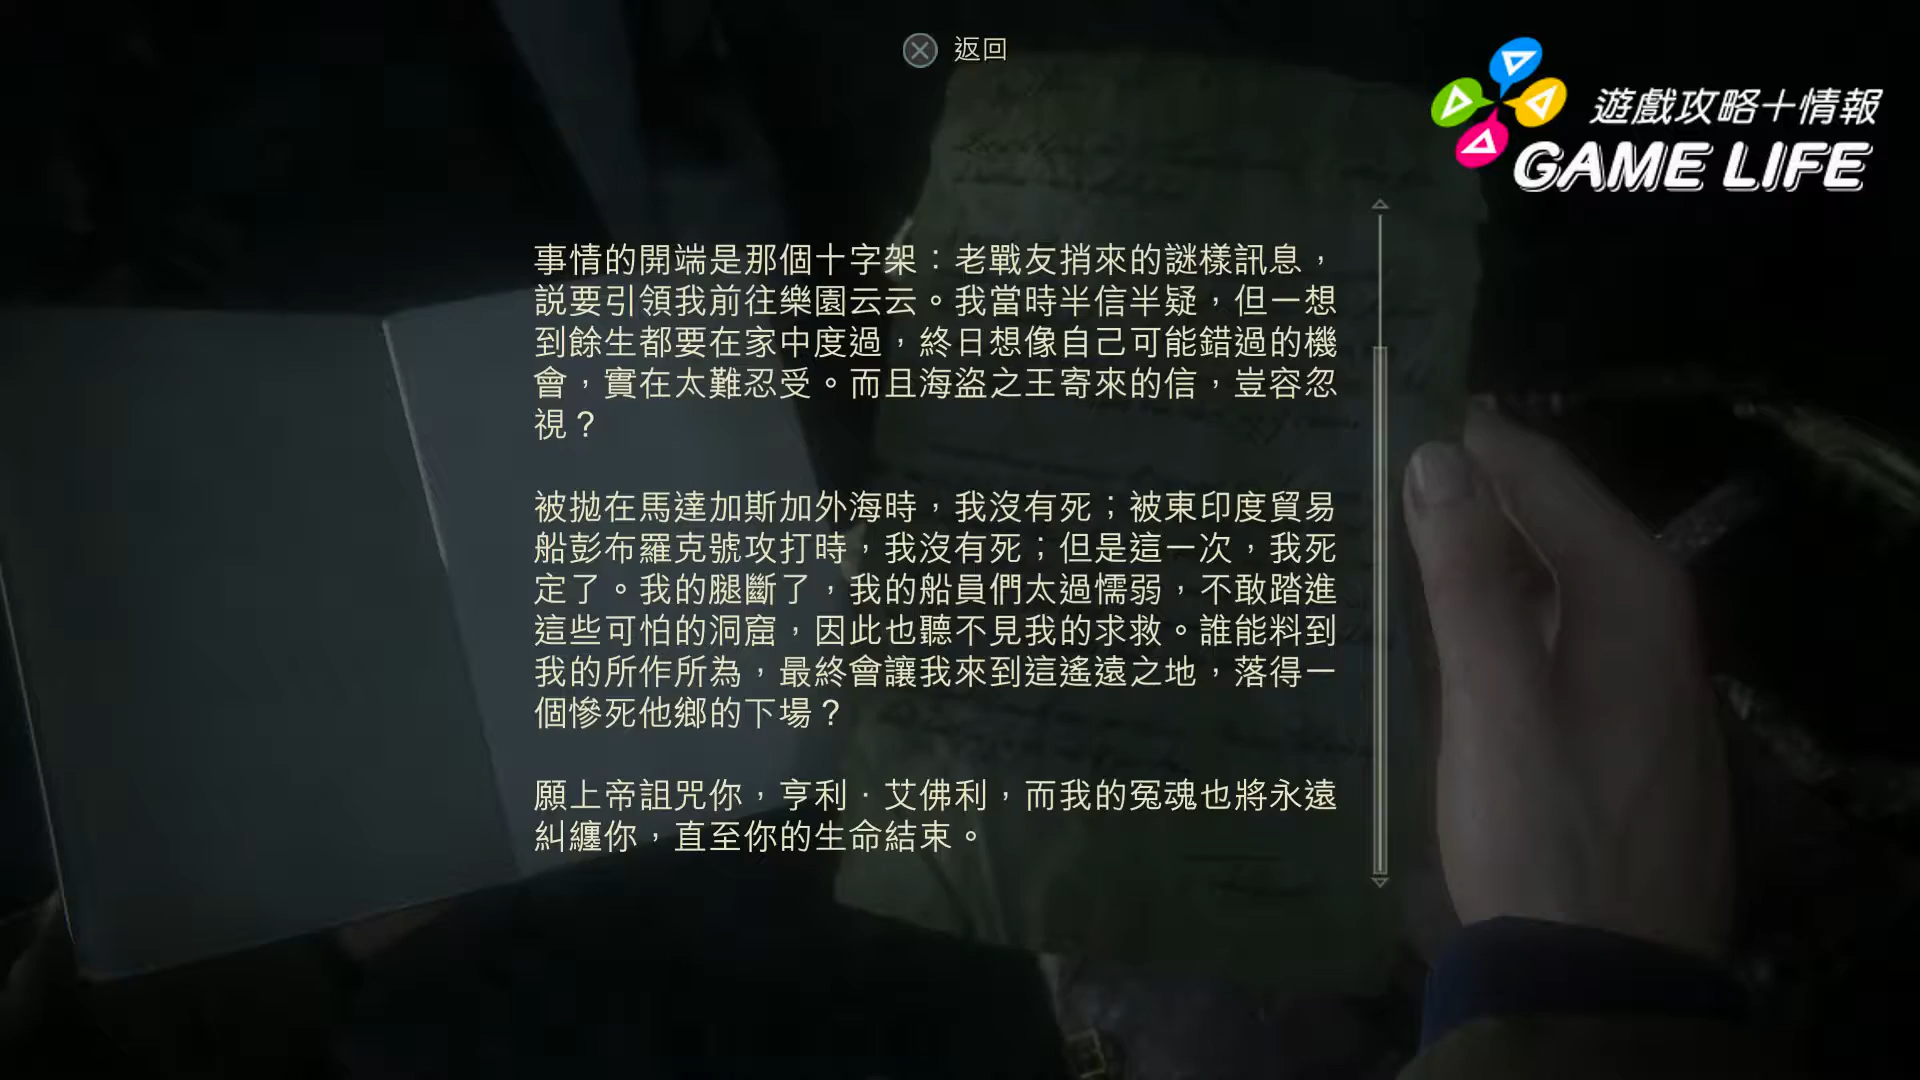 返回
遊戲攻略＋情報
GAME LIFE
事情的開端是那個十字架：老戰友捎來的謎樣訊息，
説要引領我前往樂園云云。我當時半信半疑，但一想
到餘生都要在家中度過，終日想像自己可能錯過的機
會，實在太難忍受。而且海盜之王寄來的信，豈容忽
視？
被拋在馬達加斯加外海時，我沒有死；被東印度貿易
船彭布羅克號攻打時，我沒有死；但是這一次，我死
定了。我的腿斷了，我的船員們太過懦弱，不敢踏進
這些可怕的洞窟，因此也聽不見我的求救。誰能料到
我的所作所為，最終會讓我來到這遙遠之地，落得一
個慘死他鄉的下場？
願上帝詛咒你，亨利．艾佛利，而我的冤魂也將永遠
糾纏你，直至你的生命結束。